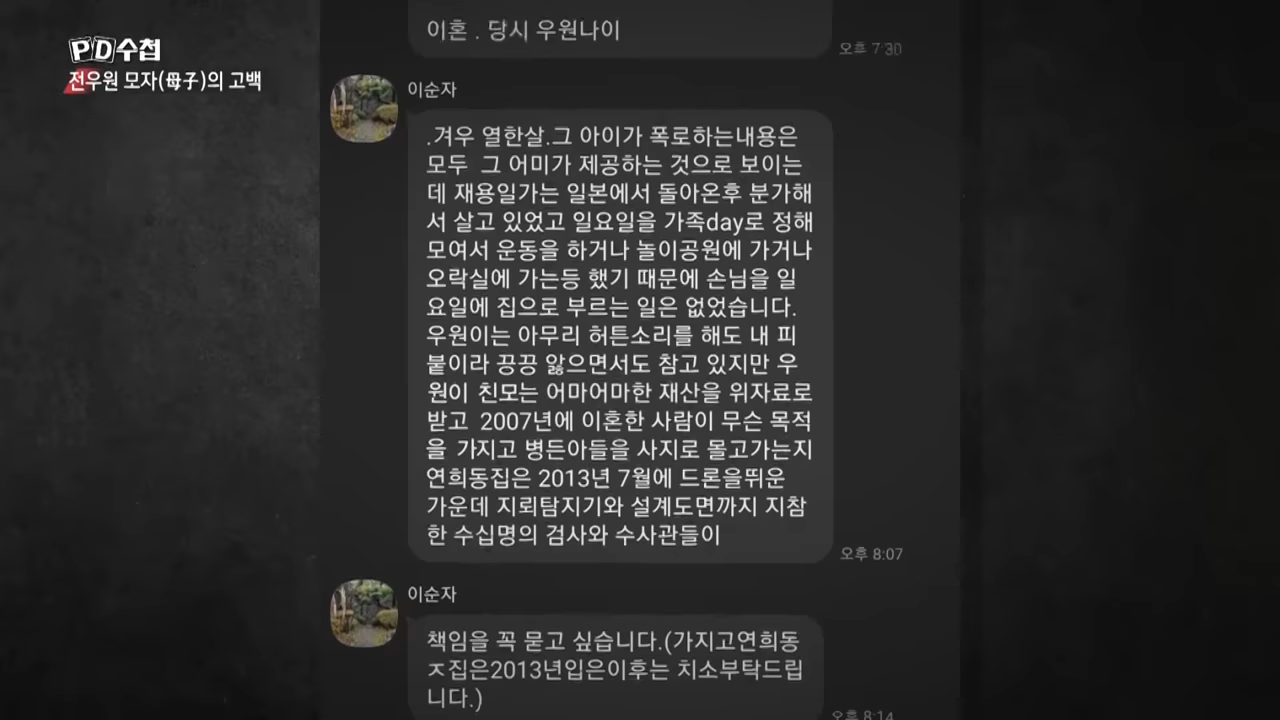 PD수첩
전우원 모자(母子)의 고백
이혼 . 당시 우원나이
오후 7:30
이순자
.겨우 열한살.그 아이가 폭로하는내용은
모두 그 어미가 제공하는 것으로 보이는
데 재용일가는 일본에서 돌아온후 분가해
서 살고 있었고 일요일을 가족day로 정해
모여서 운동을 하거나 놀이공원에 가거나
오락실에 가는등 했기 때문에 손님을 일
요일에 집으로 부르는 일은 없었습니다.
우원이는 아무리 허튼소리를 해도 내 피
붙이라 끙끙 앓으면서도 참고 있지만 우
원이 친모는 어마어마한 재산을 위자료로
받고 2007년에 이혼한 사람이 무슨 목적
을 가지고 병든아들을 사지로 몰고가는지
연희동집은 2013년 7월에 드론을뛰운
가운데 지뢰탐지기와 설계도면까지 지참
한 수십명의 검사와 수사관들이
오후 8:07
이순자
책임을 꼭 묻고 싶습니다.(가지고연희동
ㅈ집은2013년입은이후는 치소부탁드립
니다.)
오후 8:14